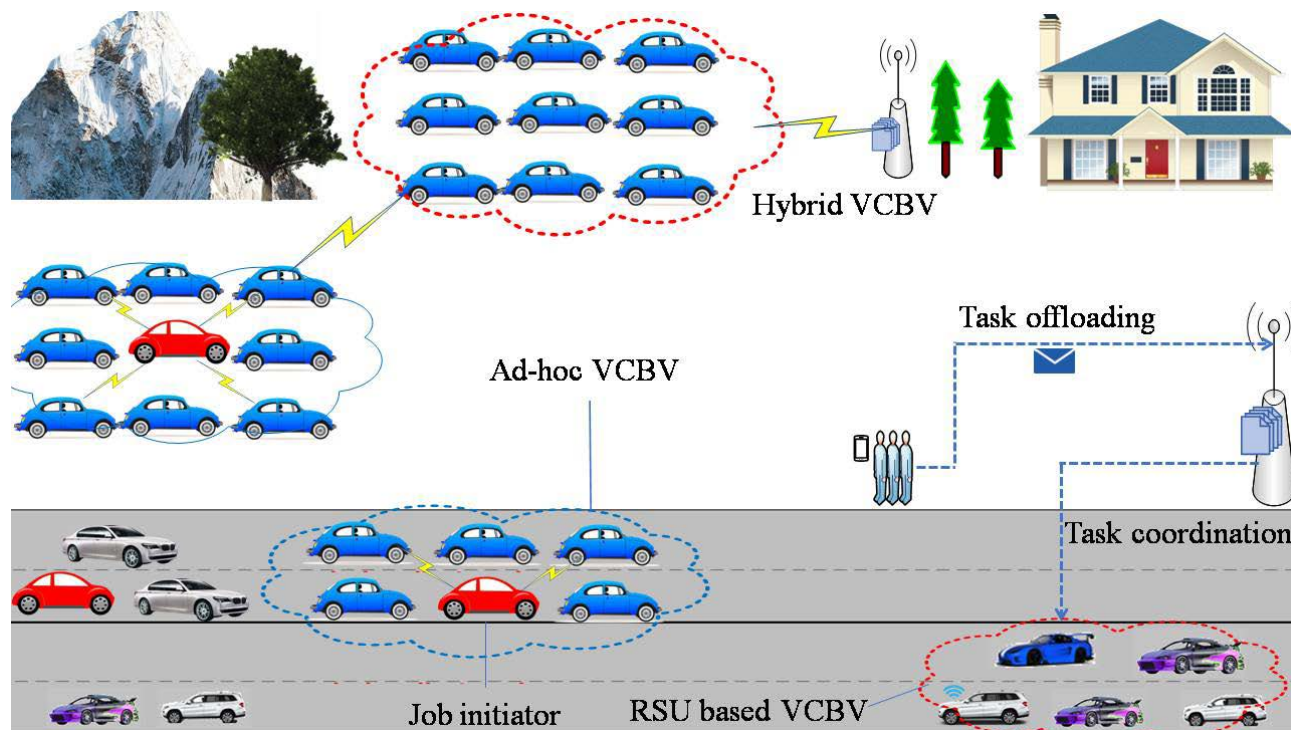 Hybrid VCBV
Task offloading
Ad-hoc VCBV
Task coordination
Job initiator
RSU based VCBV